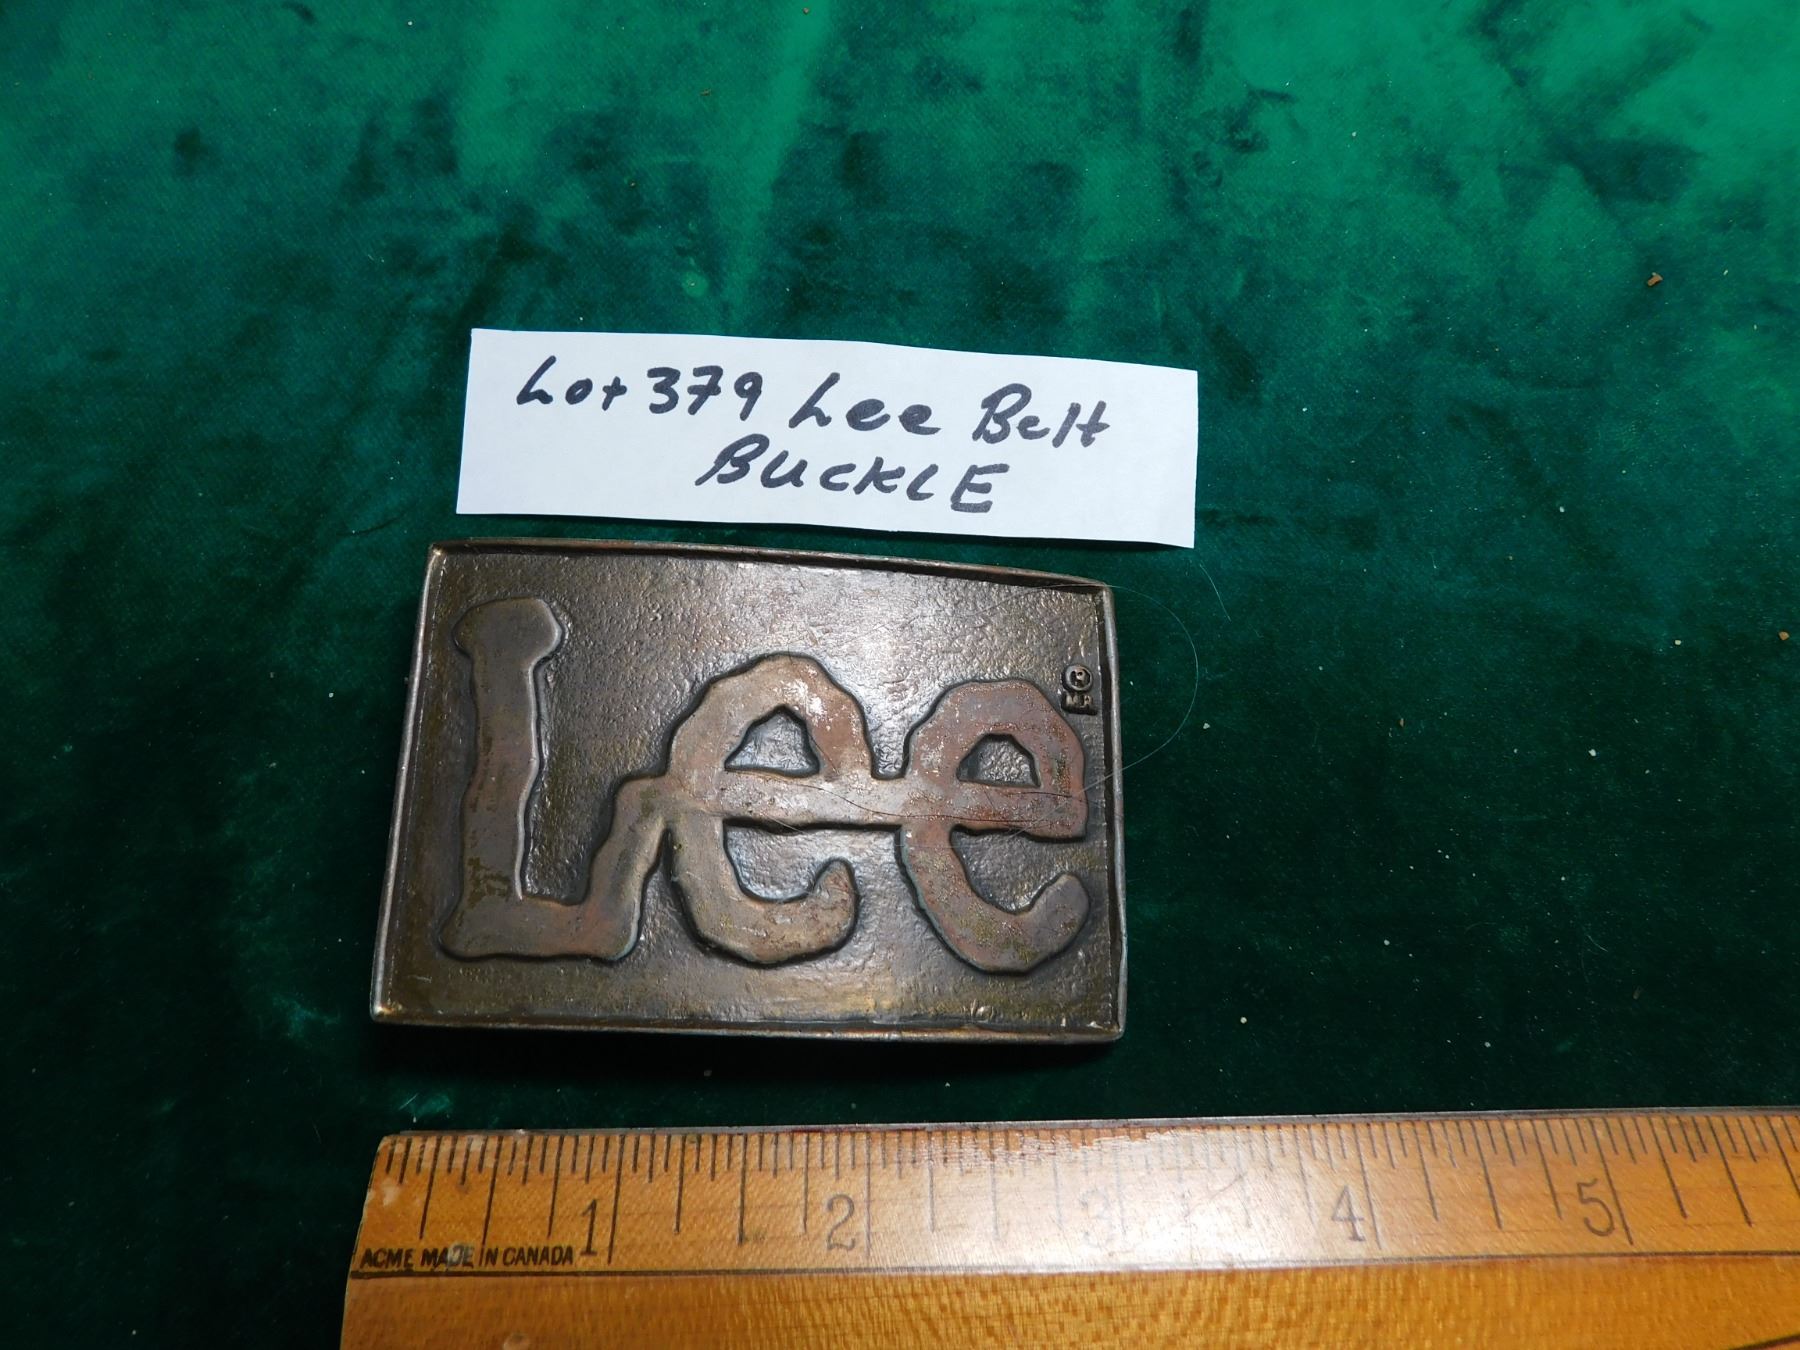 Lot 379 Lee Belt
BUCKLE
Lee
®
M.R.
1 2 3 4 5
ACME MADE IN CANADA